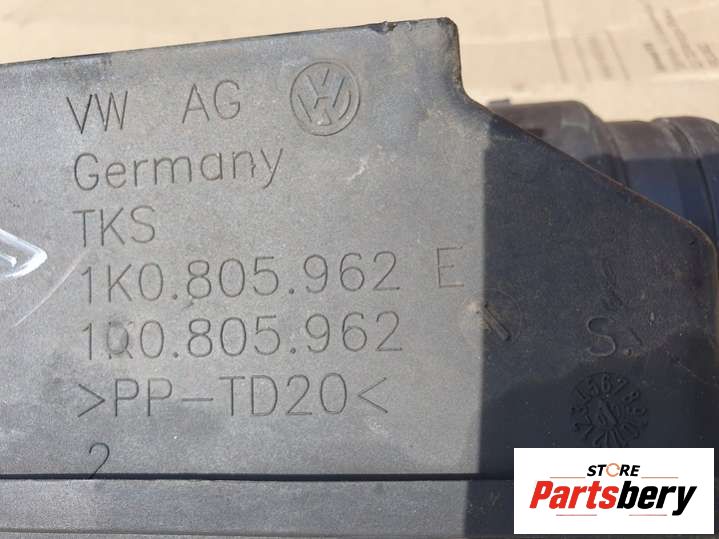 VW AG
Germany
TKS
1K0.805.962 E
1Q0.805.962
>PP-TD20<
2
S.
STORE
Partsbery